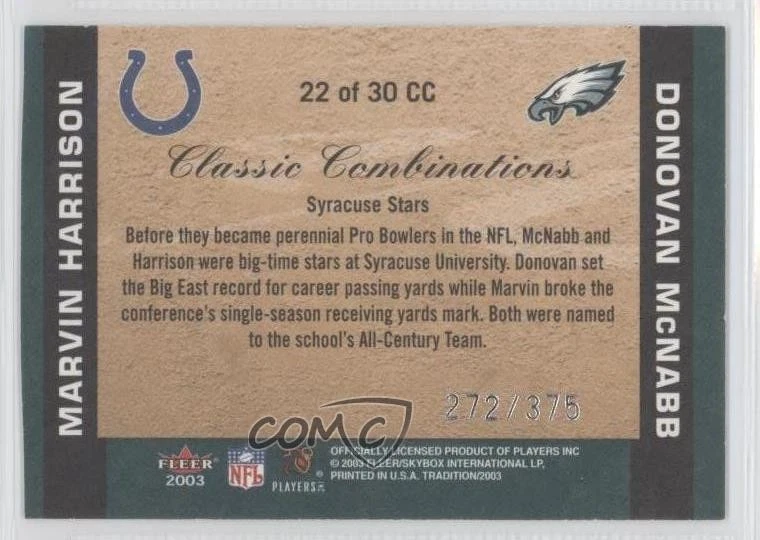 MARVIN HARRISON
22 of 30 CC
Classic Combinations
Syracuse Stars
Before they became perennial Pro Bowlers in the NFL, McNabb and
Harrison were big-time stars at Syracuse University. Donovan set
the Big East record for career passing yards while Marvin broke the
conference's single-season receiving yards mark. Both were named
to the school's All-Century Team.
272/375
DONOVAN McNABB
COMC
FLEER
2003
NFL
PLAYERS INC
OFFICIALLY LICENSED PRODUCT OF PLAYERS INC
© 2003 FLEER/SKYBOX INTERNATIONAL LP,
PRINTED IN U.S.A. TRADITION/2003